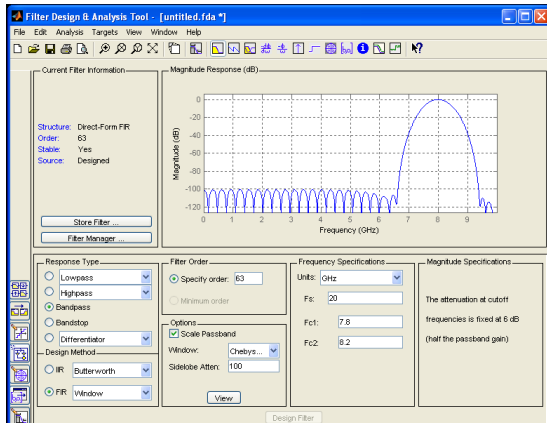 Filter Design & Analysis Tool - [untitled.fda *]
File Edit Analysis Targets View Window Help
Current Filter Information
Structure: Direct-Form FIR
Order: 63
Stable: Yes
Source: Designed
Store Filter ...
Filter Manager ...
Magnitude Response (dB)
Magnitude (dB)
0
-20
-40
-60
-80
-100
-120
0 1 2 3 4 5 6 7 8 9
Frequency (GHz)
Response Type
Lowpass
Highpass
Bandpass
Bandstop
Differentiator
Design Method
IIR Butterworth
FIR Window
Filter Order
Specify order: 63
Minimum order
Options
Scale Passband
Window: Chebys...
Sidelobe Atten: 100
View
Frequency Specifications
Units: GHz
Fs: 20
Fc1: 7.8
Fc2: 8.2
Magnitude Specifications
The attenuation at cutoff
frequencies is fixed at 6 dB
(half the passband gain)
Design Filter